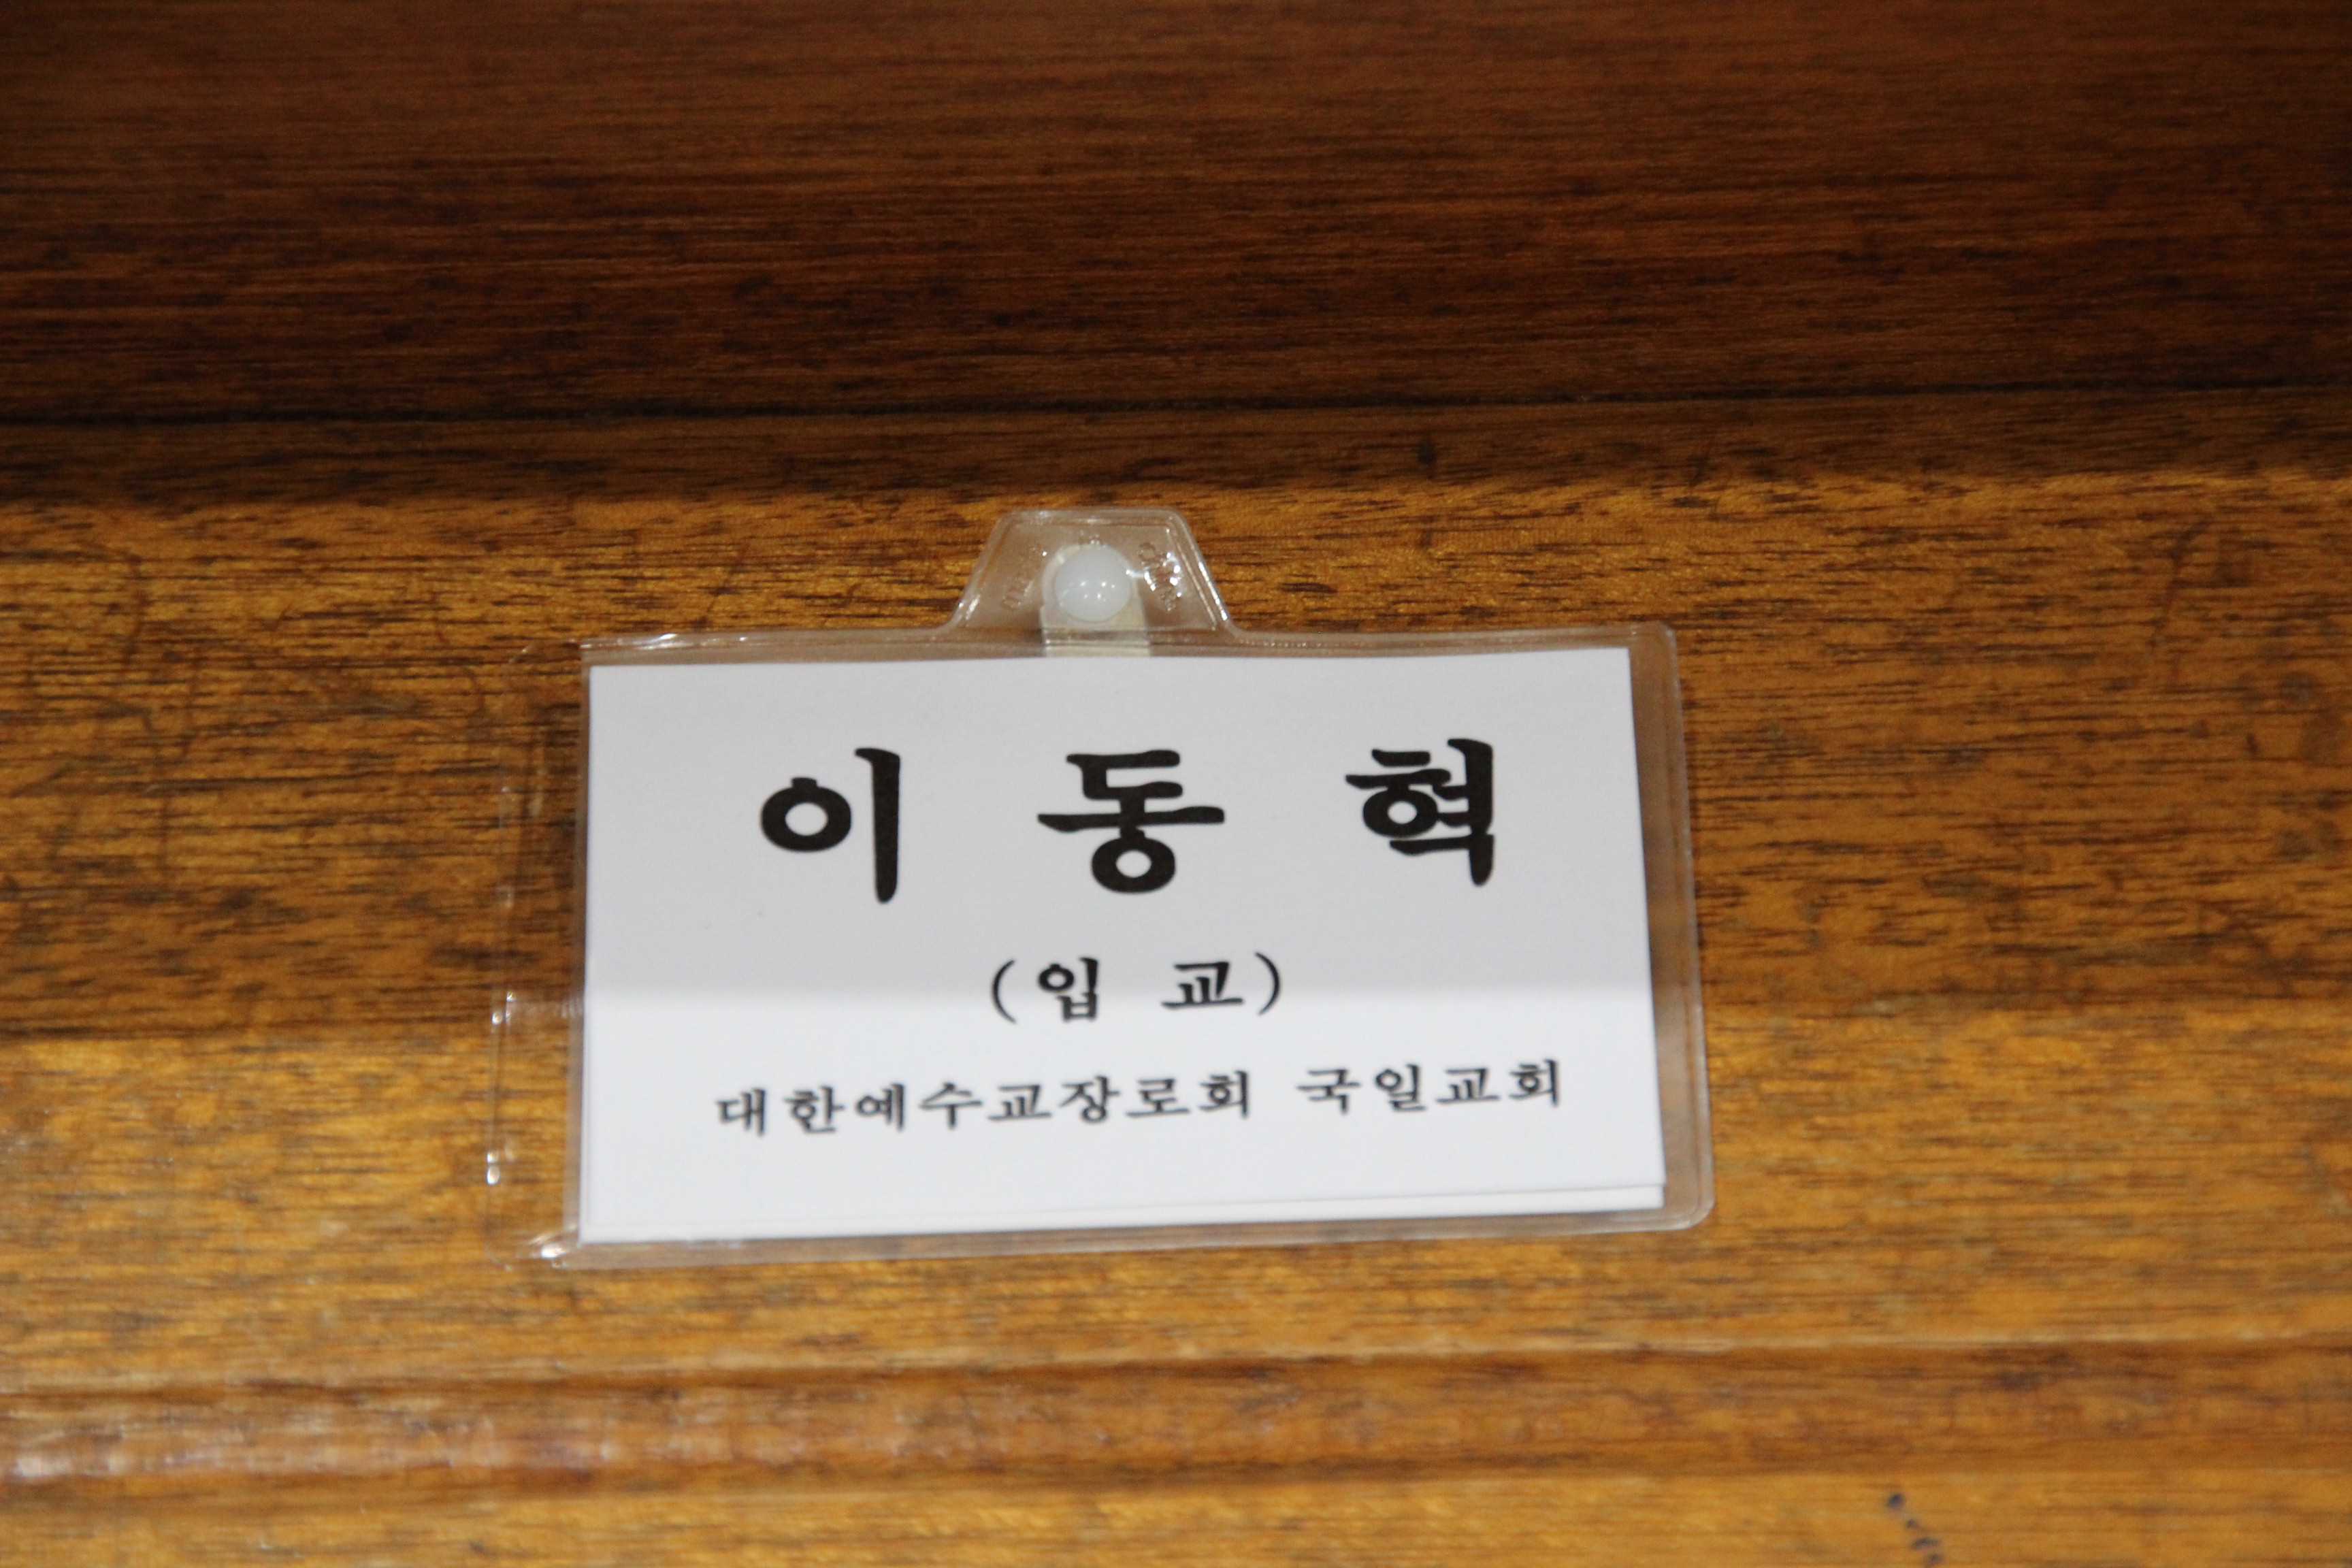 이 동 혁
(입 교)
대한예수교장로회 국일교회